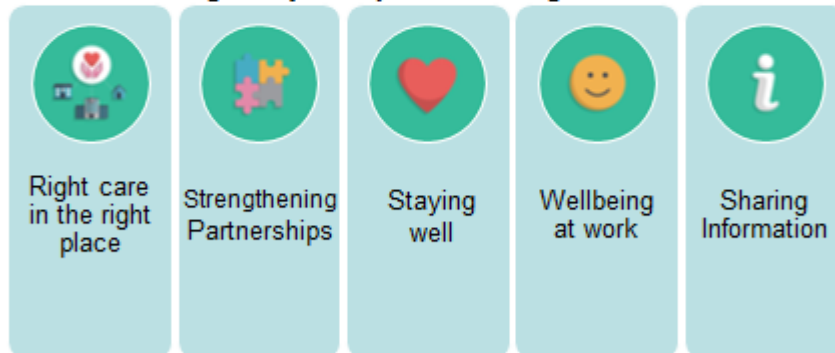 Right care
in the right
place
Strengthening
Partnerships
Staying
well
Wellbeing
at work
Sharing
Information